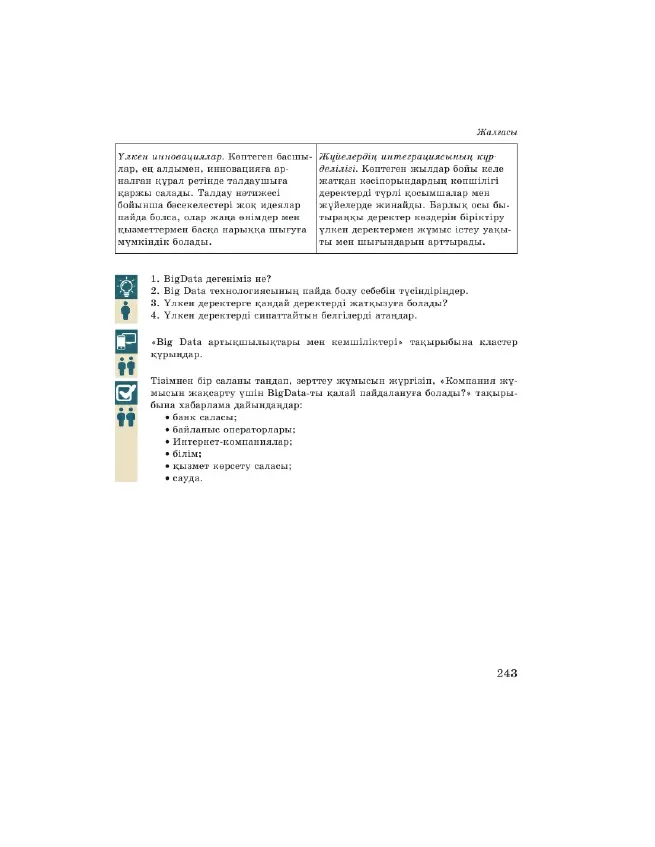 Жалғасы
Үлкен инновациялар. Көптеген басшы-
лар, ең алдымен, инновацияға ар-
налған құрал ретінде талдаушыға
қаржы салады. Талдау нәтижесі
бойынша бәсекелестері жоқ идеялар
пайда болса, олар жаңа өнімдер мен
қызметтермен басқа нарыққа шығуға
мүмкіндік болады.
Жүйелердің интеграциясының күр-
делілігі. Көптеген жылдар бойы келе
жатқан кәсіпорындардың көпшілігі
деректерді түрлі қосымшалар мен
жүйелерде жинайды. Барлық осы бы-
тыраңқы деректер көздерін біріктіру
үлкен деректермен жұмыс істеу уақы-
ты мен шығындарын арттырады.
1. BigData дегеніміз не?
2. Big Data технологиясының пайда болу себебін түсіндіріңдер.
3. Үлкен деректерге қандай деректерді жатқызуға болады?
4. Үлкен деректерді сипаттайтын белгілерді атаңдар.
«Big Data артықшылықтары мен кемшіліктері» тақырыбына кластер
құрыңдар.
Тізімнен бір саланы таңдап, зерттеу жұмысын жүргізіп, «Компания жұ-
мысын жақсарту үшін BigData-ты қалай пайдалануға болады?» тақыры-
бына хабарлама дайындаңдар:
• банк саласы;
• байланыс операторлары;
• Интернет-компаниялар;
• білім;
• қызмет көрсету саласы;
• сауда.
243